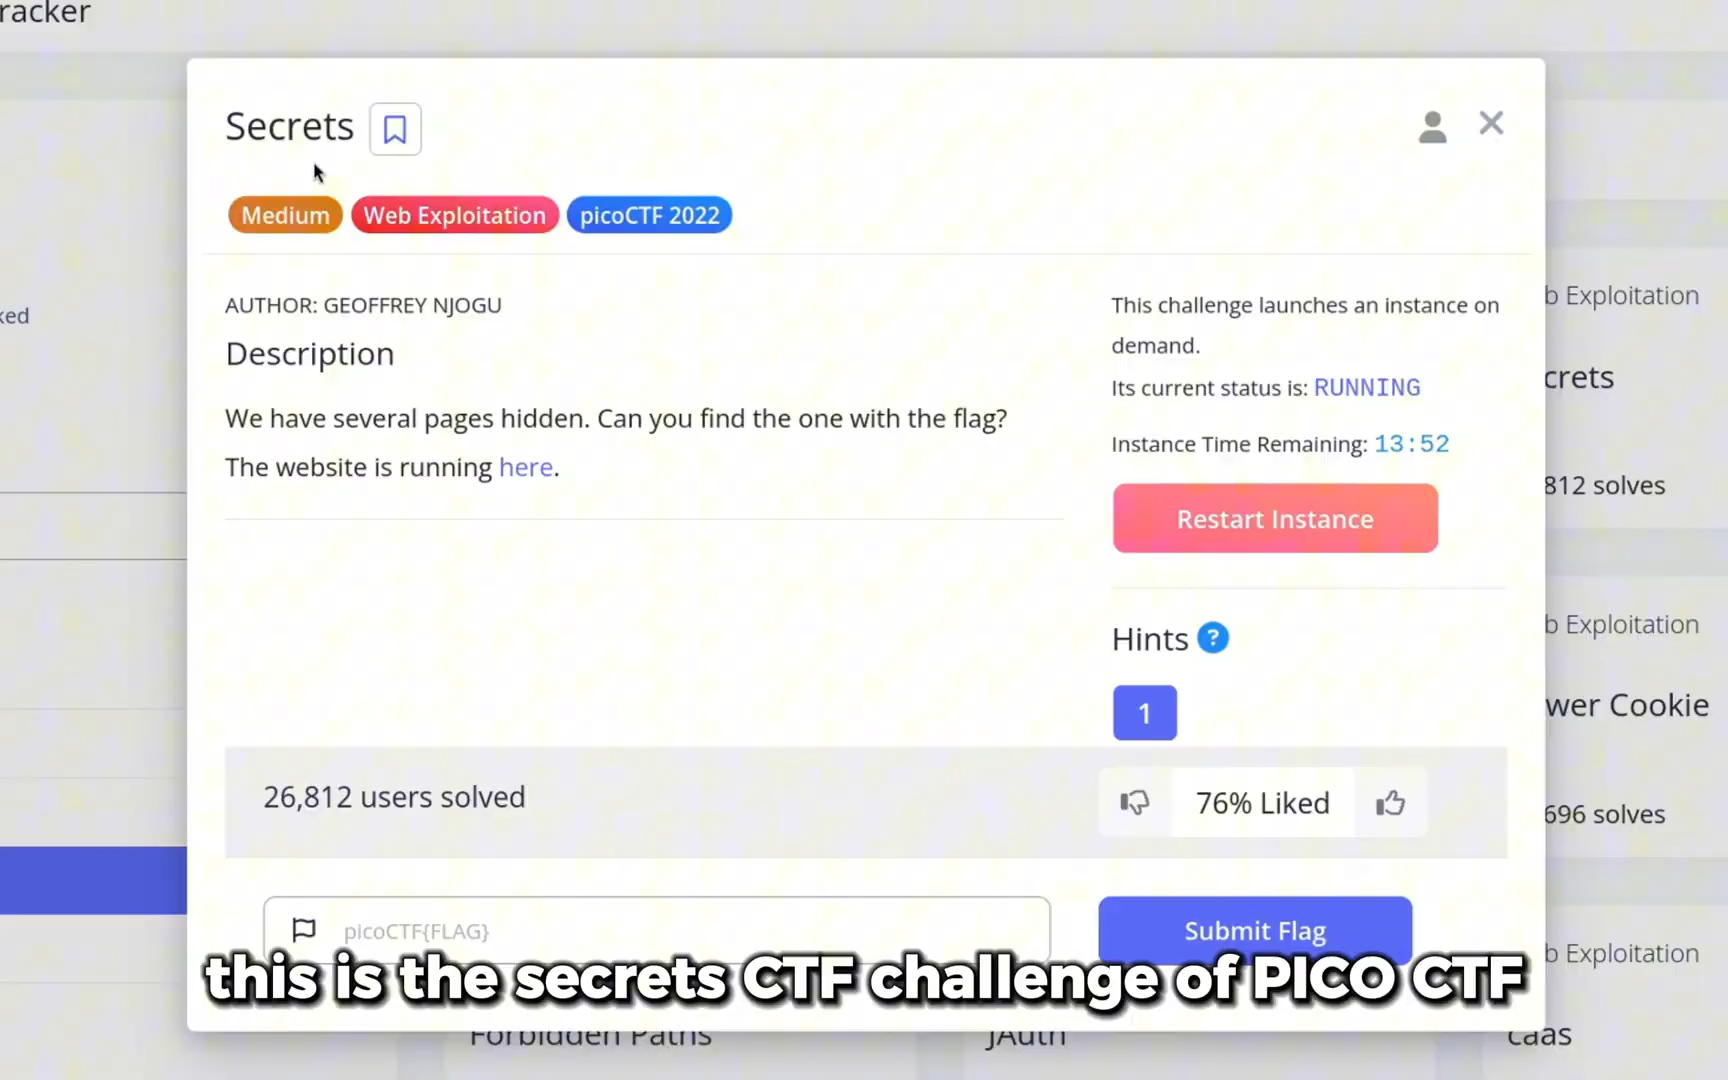 racker
Secrets
Medium Web Exploitation picoCTF 2022
AUTHOR: GEOFFREY NJOGU
Description
We have several pages hidden. Can you find the one with the flag?
The website is running here.
This challenge launches an instance on
demand.
Its current status is: RUNNING
Instance Time Remaining: 13:52
Restart Instance
Hints ?
1
26,812 users solved
76% Liked
picoCTF{FLAG}
Submit Flag
this is the secrets CTF challenge of PICO CTF
ked
b Exploitation
crets
812 solves
b Exploitation
wer Cookie
696 solves
b Exploitation
Forbidden Paths
JAuth
caas